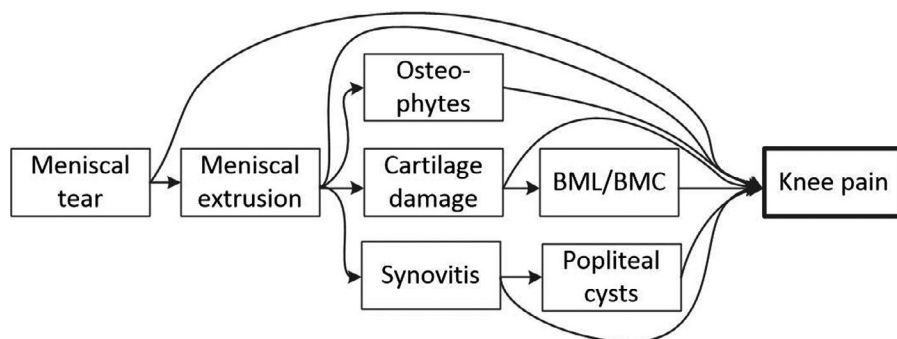 Osteo-
phytes
Meniscal
tear
Meniscal
extrusion
Cartilage
damage
BML/BMC
Knee pain
Synovitis
Popliteal
cysts